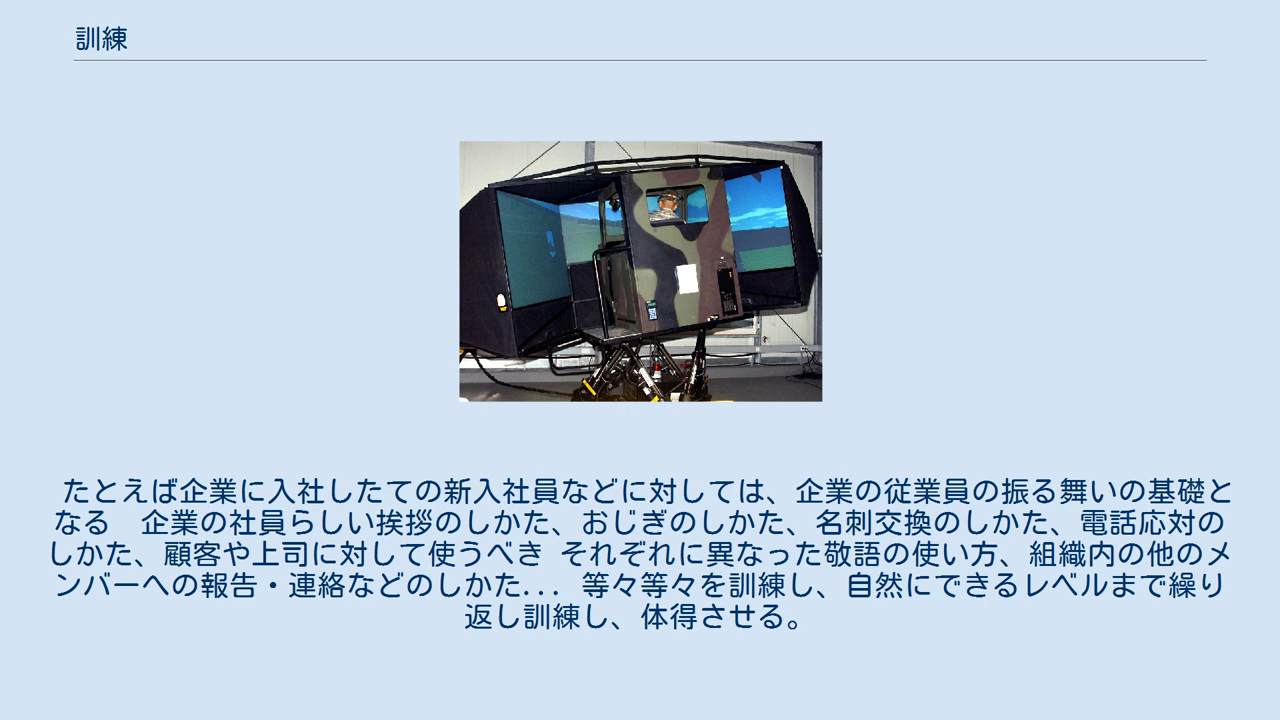 訓練
たとえば企業に入社したての新入社員などに対しては、企業の従業員の振る舞いの基礎と
なる　企業の社員らしい挨拶のしかた、おじぎのしかた、名刺交換のしかた、電話応対の
しかた、顧客や上司に対して使うべき それぞれに異なった敬語の使い方、組織内の他のメ
ンバーへの報告・連絡などのしかた... 等々等々を訓練し、自然にできるレベルまで繰り
返し訓練し、体得させる。